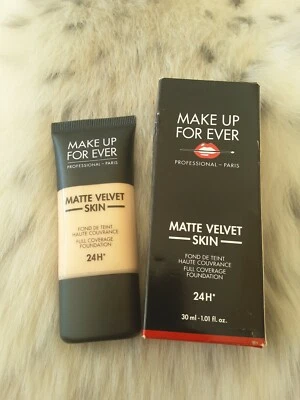 MAKE UP
FOR EVER
PROFESSIONAL – PARIS
MATTE VELVET
SKIN
FOND DE TEINT
HAUTE COUVRANCE
FULL COVERAGE
FOUNDATION
24H*
MAKE UP
FOR EVER
PROFESSIONAL – PARIS
MATTE VELVET
SKIN
FOND DE TEINT
HAUTE COUVRANCE
FULL COVERAGE
FOUNDATION
24H*
30 ml - 1.01 fl. oz.